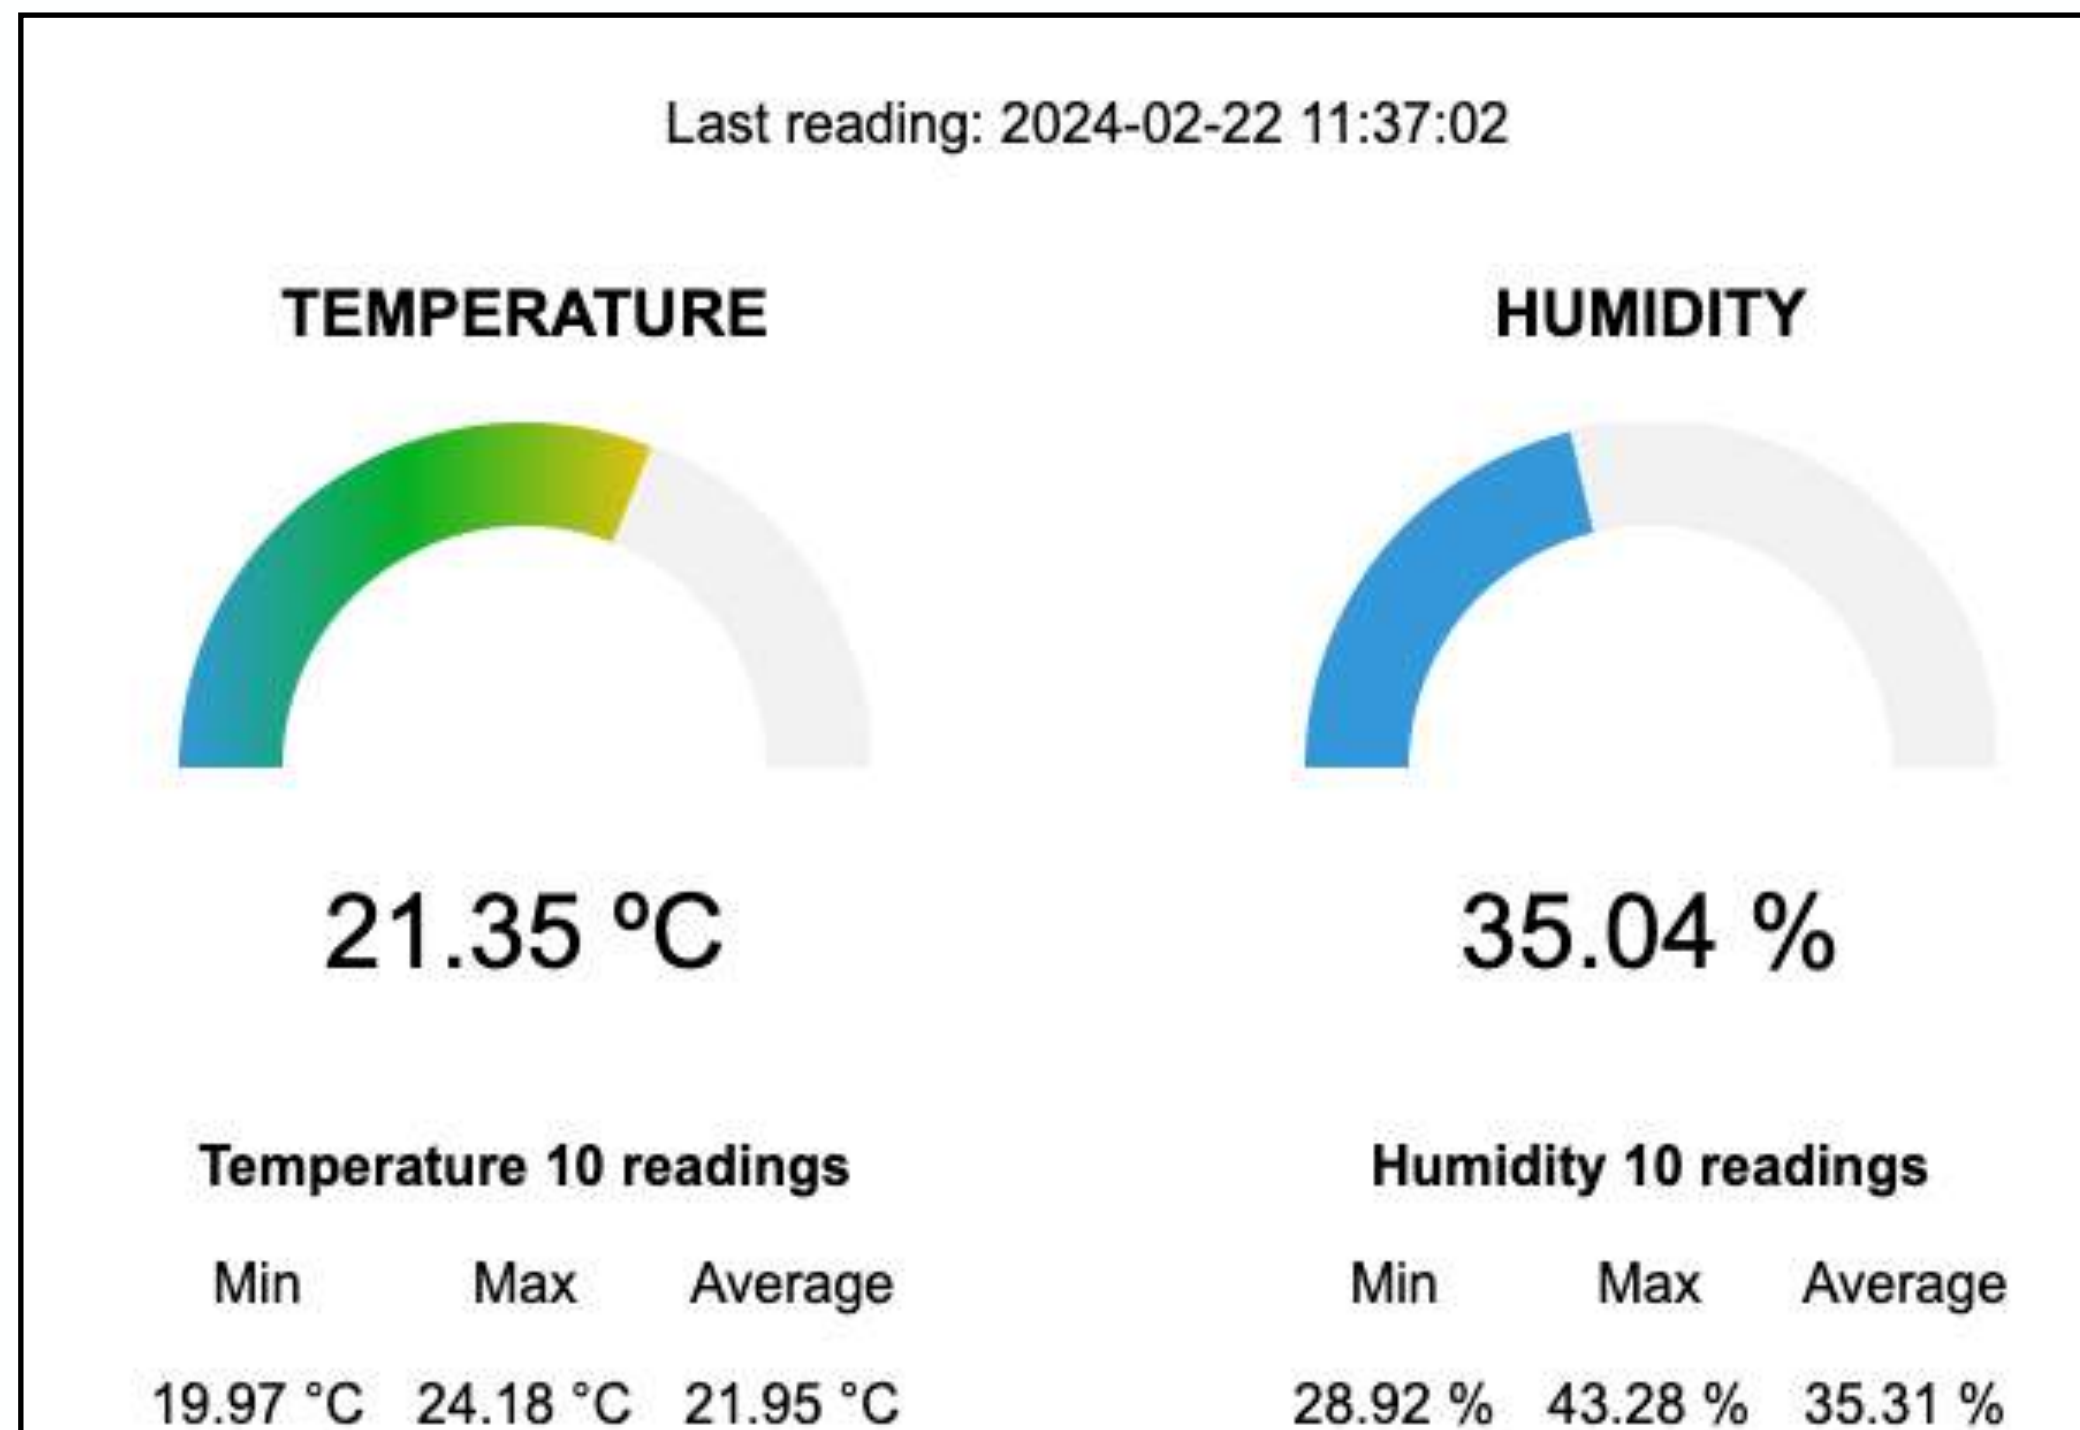 Last reading: 2024-02-22 11:37:02
TEMPERATURE
HUMIDITY
21.35 ºC
35.04 %
Temperature 10 readings
Humidity 10 readings
Min Max Average
Min Max Average
19.97 °C 24.18 °C 21.95 °C
28.92 % 43.28 % 35.31 %